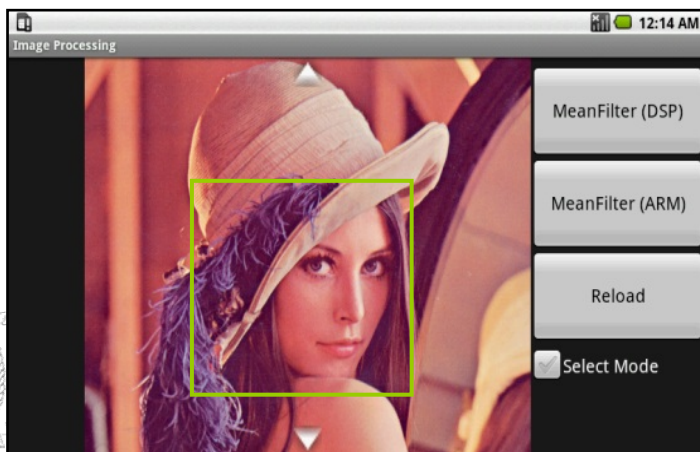 12:14 AM
Image Processing
MeanFilter (DSP)
MeanFilter (ARM)
Reload
Select Mode